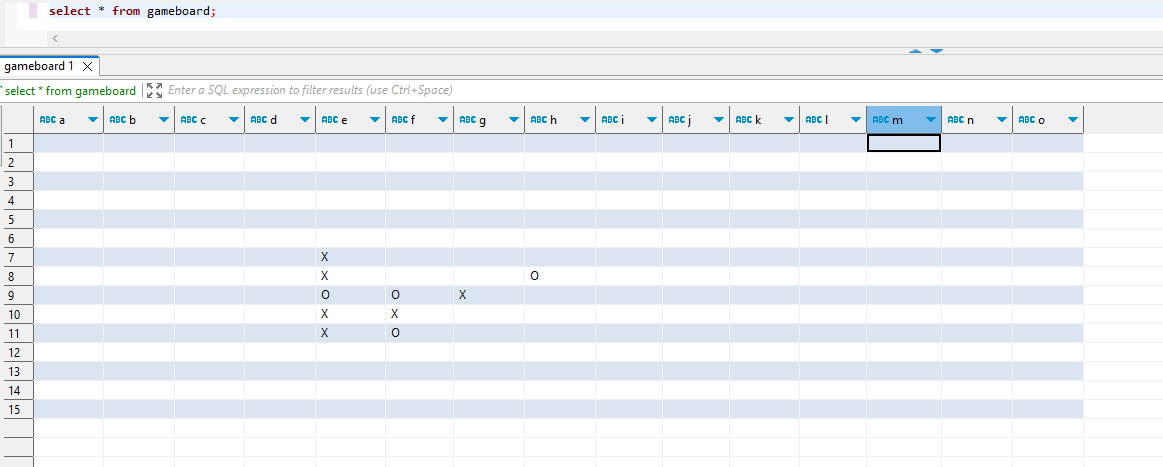 select * from gameboard;
gameboard 1
select * from gameboard Enter a SQL expression to filter results (use Ctrl+Space)
ABC a ABC b ABC c ABC d ABC e ABC f ABC g ABC h ABC i ABC j ABC k ABC l ABC m ABC n ABC o
1
2
3
4
5
6
7 X
8 X O
9 O O X
10 X X
11 X O
12
13
14
15